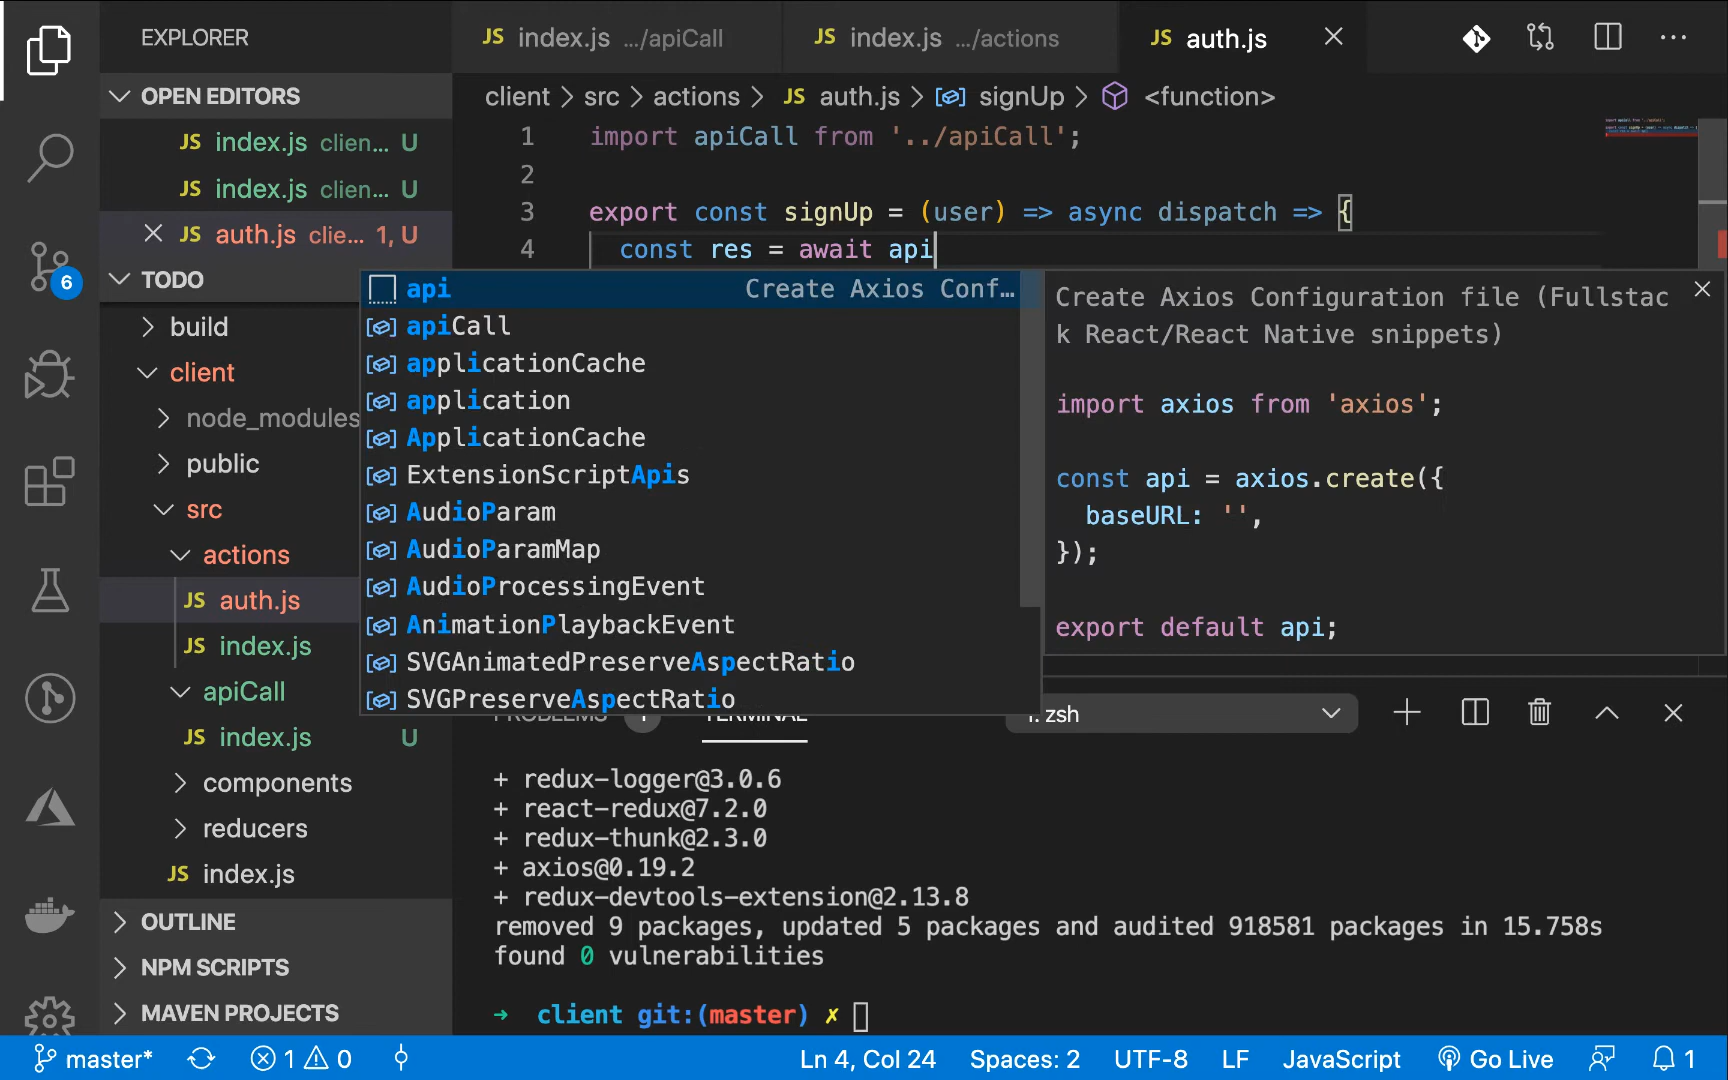 EXPLORER
JS index.js .../apiCall
JS index.js .../actions
JS auth.js
OPEN EDITORS
JS index.js clien... U
JS index.js clien... U
JS auth.js clie... 1, U
TODO
build
client
node_modules
public
src
actions
JS auth.js
JS index.js
apiCall
JS index.js U
components
reducers
JS index.js
OUTLINE
NPM SCRIPTS
MAVEN PROJECTS
6
client > src > actions > JS auth.js > signUp > <function>
1 import apiCall from '../apiCall';
2
3 export const signUp = (user) => async dispatch => {
4 const res = await api
api Create Axios Conf...
apiCall
applicationCache
application
ApplicationCache
ExtensionScriptApis
AudioParam
AudioParamMap
AudioProcessingEvent
AnimationPlaybackEvent
SVGAnimatedPreserveAspectRatio
SVGPreserveAspectRatio
Create Axios Configuration file (Fullstac
k React/React Native snippets)
import axios from 'axios';
const api = axios.create({
baseURL: '',
});
export default api;
PROBLEMS 1 TERMINAL 1: zsh
+ redux-logger@3.0.6
+ react-redux@7.2.0
+ redux-thunk@2.3.0
+ axios@0.19.2
+ redux-devtools-extension@2.13.8
removed 9 packages, updated 5 packages and audited 918581 packages in 15.758s
found 0 vulnerabilities
→ client git:(master) ✗
master* 1 0 Ln 4, Col 24 Spaces: 2 UTF-8 LF JavaScript Go Live 1